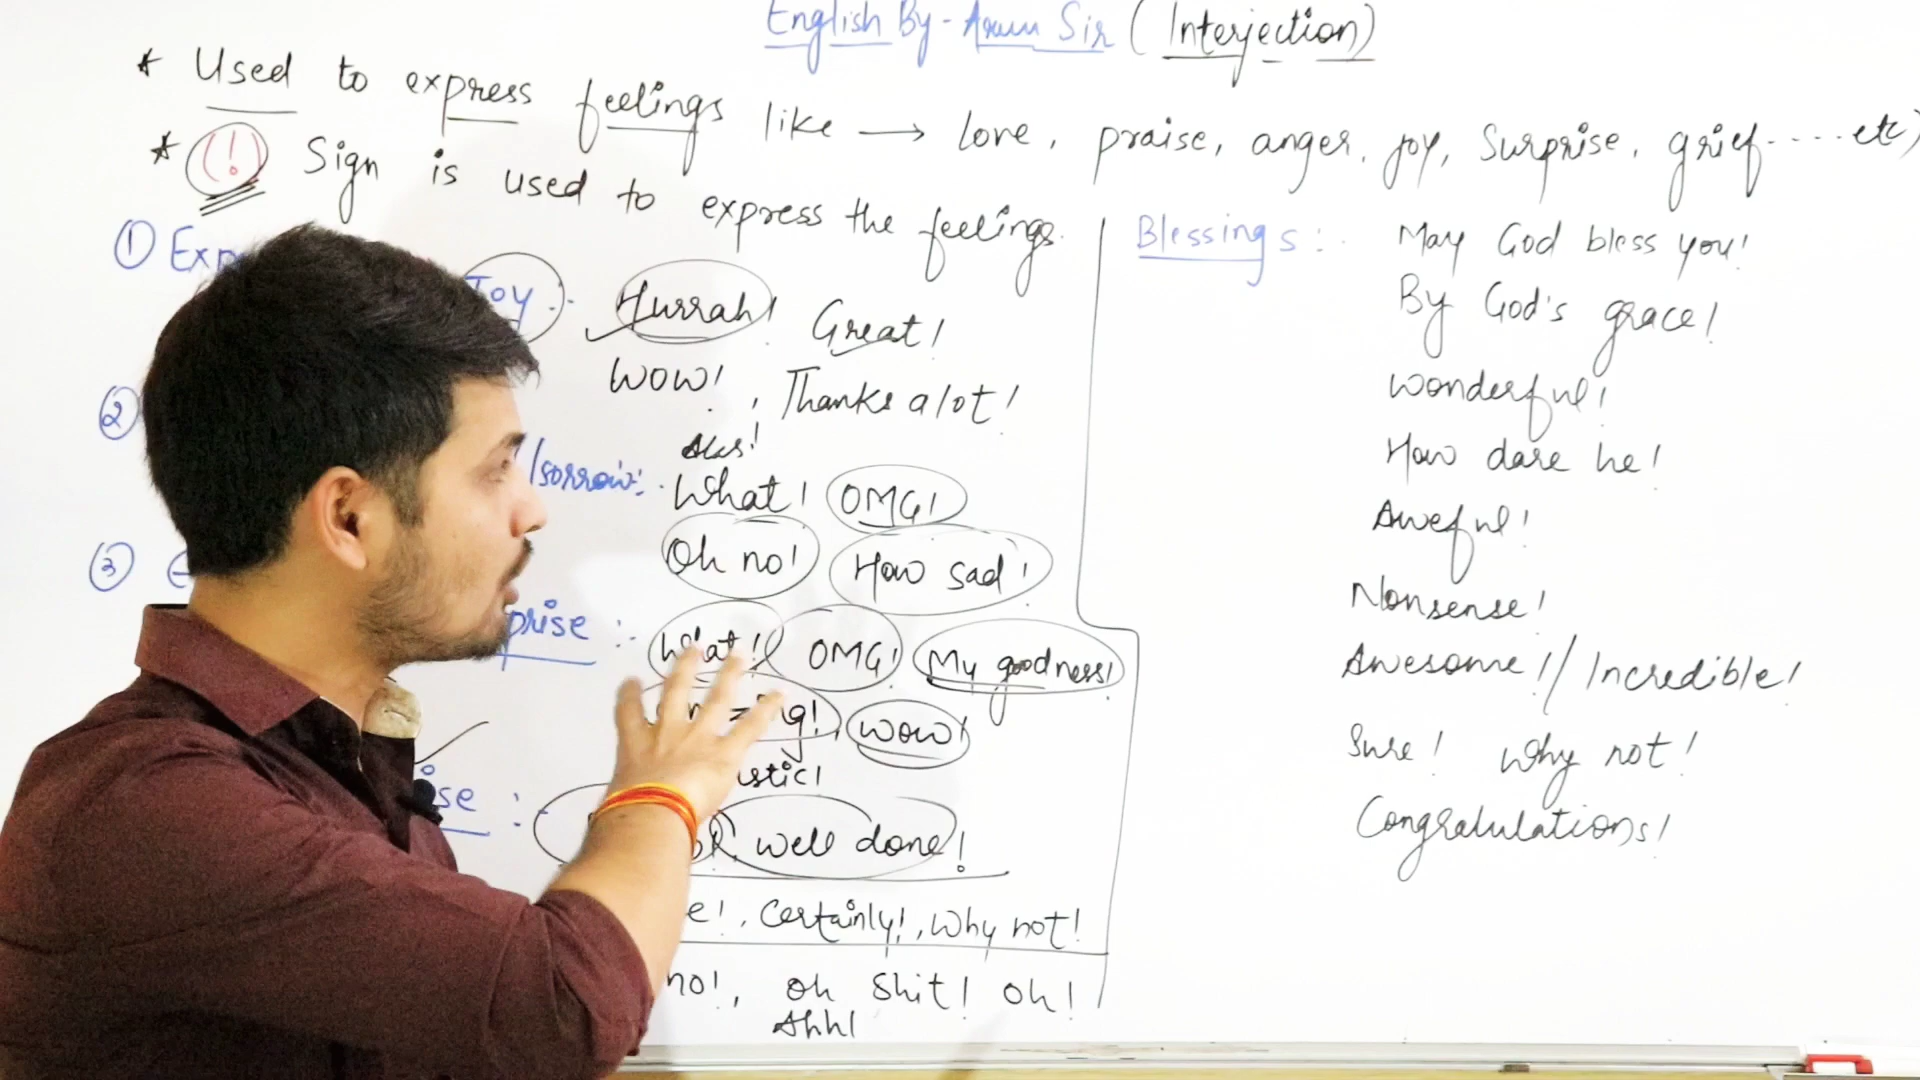 English By- Arun Sir (Interjection)
* Used to express feelings like → love, praise, anger, joy, Surprise, grief.....etc)
* (!) Sign is used to express the feelings.
① Exp
Joy :- Hurrah! Great!
Wow! , Thanks a lot!
②
/sorrow:- What! OMG!
Oh no! How sad!
③
prise :- What! OMG! My goodness!
zing! Wow!
stic!
se :- well done!
e!, Certainly!, Why not!
no!, Oh Shit! Oh!
Ahh!
Blessings :- May God bless you!
By God's grace!
Wonderful!
How dare he!
Aweful!
Nonsense!
Awesome!/ Incredible!
Sure! Why not!
Congralulations!